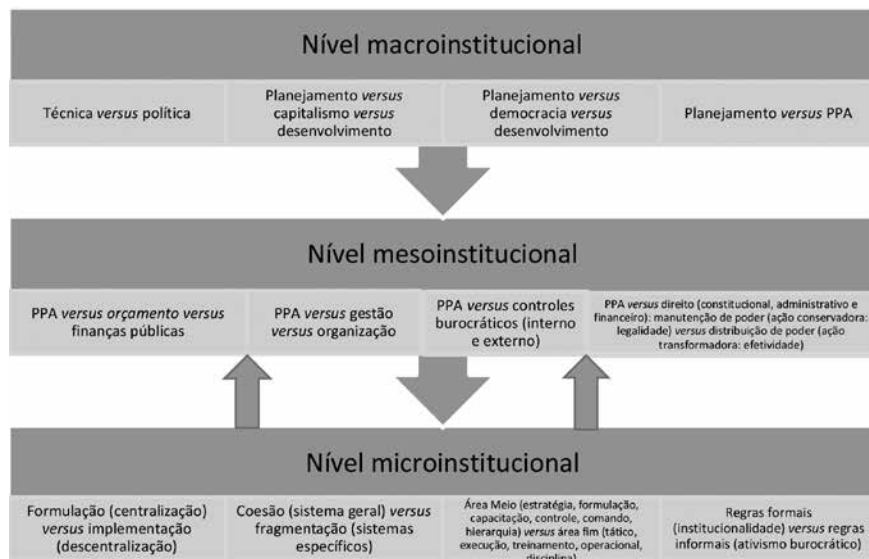 Nível macroinstitucional
Técnica versus política
Planejamento versus
capitalismo versus
desenvolvimento
Planejamento versus
democracia versus
desenvolvimento
Planejamento versus PPA
Nível mesoinstitucional
PPA versus orçamento versus
finanças públicas
PPA versus gestão
versus organização
PPA versus controles
burocráticos (interno
e externo)
PPA versus direito (constitucional, administrativo e
financeiro): manutenção de poder (ação conservadora:
legalidade) versus distribuição de poder (ação
transformadora: efetividade)
Nível microinstitucional
Formulação (centralização)
versus implementação
(descentralização)
Coesão (sistema geral) versus
fragmentação (sistemas
específicos)
Área Meio (estratégia, formulação,
capacitação, controle, comando,
hierarquia) versus área fim (tático,
execução, treinamento, operacional,
disciplina)
Regras formais
(institucionalidade) versus regras
informais (ativismo burocrático)